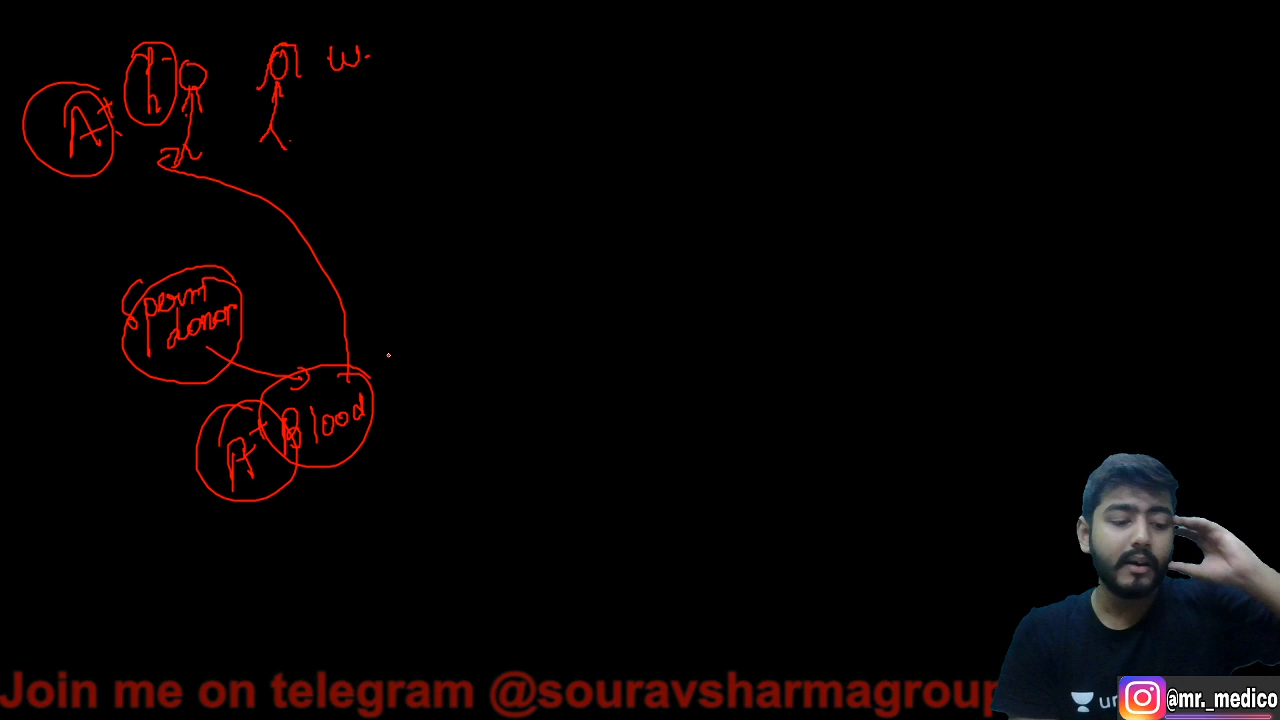 A+
h
W.
Sperm
donor
Blood
A+
Join me on telegram @souravsharmagroup
@mr._medico